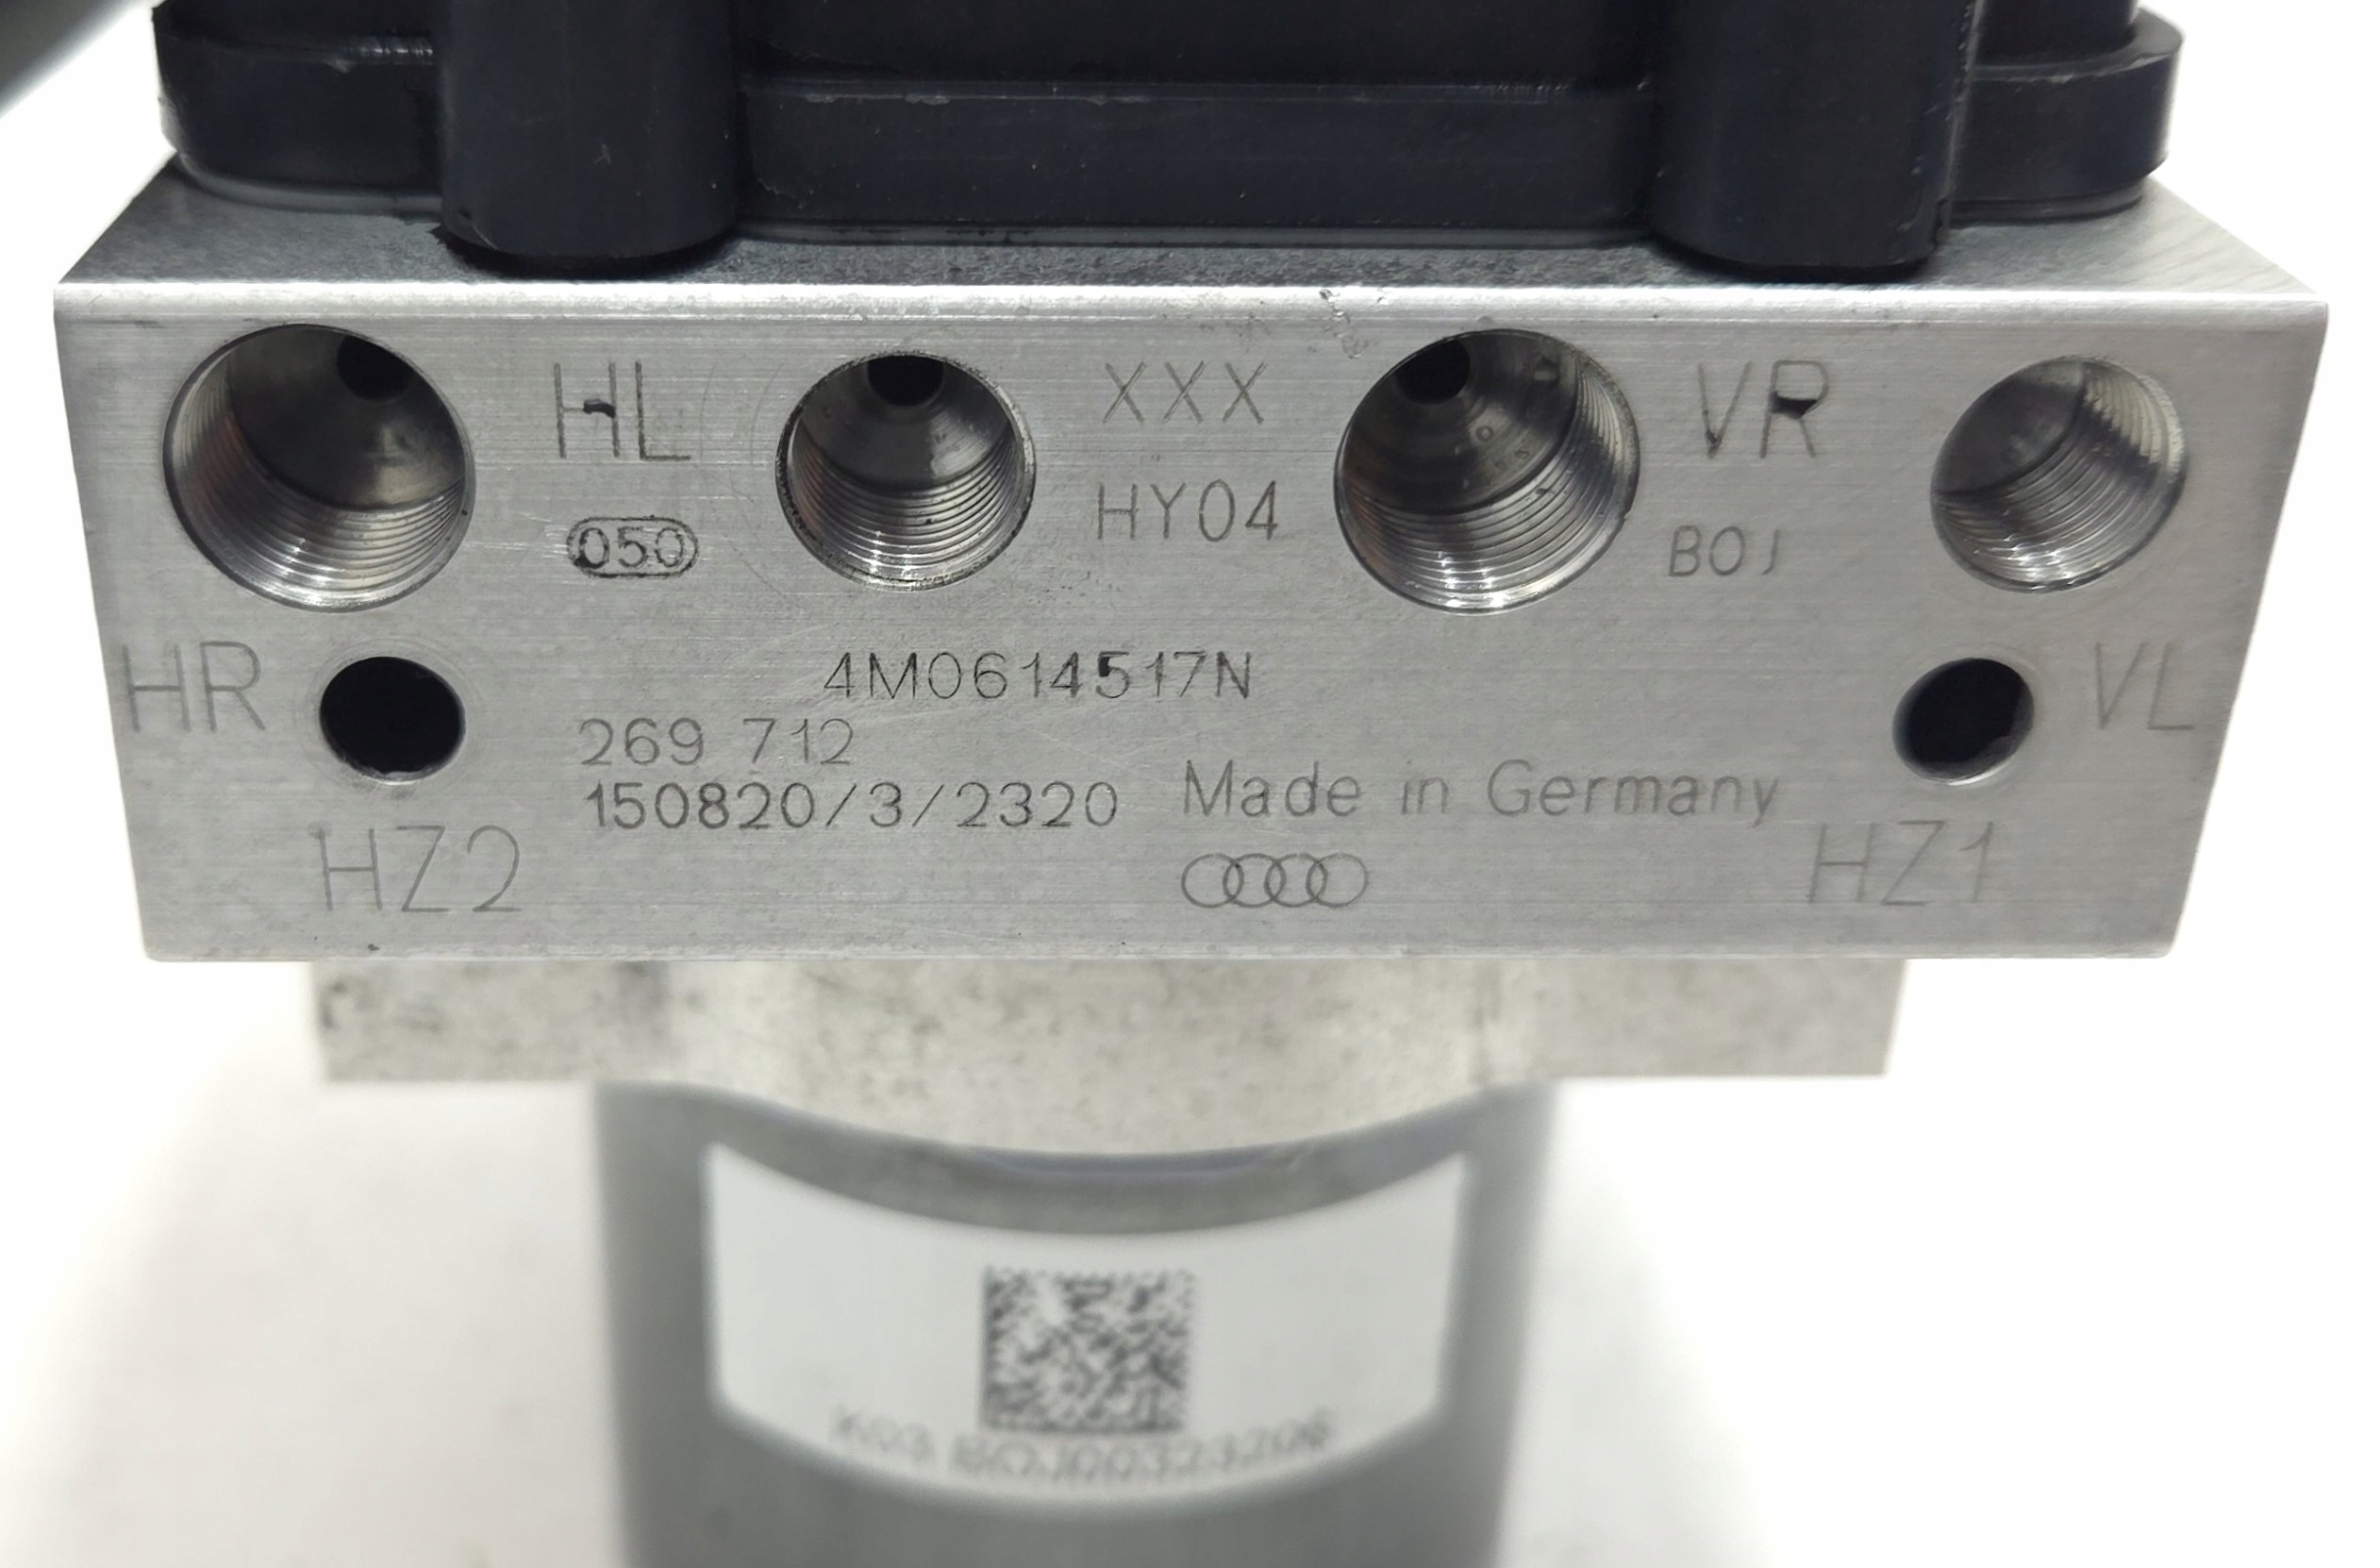 HL
XXX
VR
HY04
050
BOJ
HR
4M0614517N
VL
269 712
150820/3/2320
Made in Germany
HZ2
HZ1